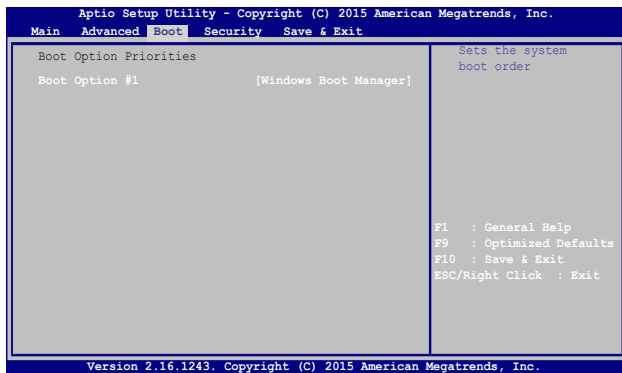 Aptio Setup Utility - Copyright (C) 2015 American Megatrends, Inc.
Main Advanced Boot Security Save & Exit
Boot Option Priorities
Boot Option #1 [Windows Boot Manager]
Sets the system
boot order
F1 : General Help
F9 : Optimized Defaults
F10 : Save & Exit
ESC/Right Click : Exit
Version 2.16.1243. Copyright (C) 2015 American Megatrends, Inc.